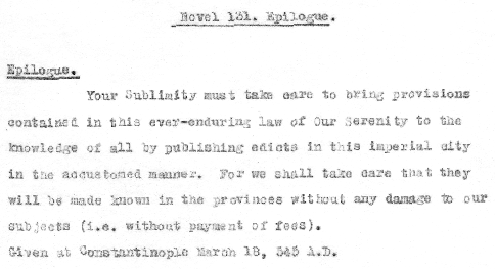 Novel 131. Epilogue.
Epilogue.
Your Sublimity must take care to bring provisions
contained in this ever-enduring law of Our Serenity to the
knowledge of all by publishing edicts in this imperial city
in the accustomed manner. For we shall take care that they
will be made known in the provinces without any damage to our
subjects (i.e. without payment of fees).
Given at Constantinople March 18, 545 A.D.